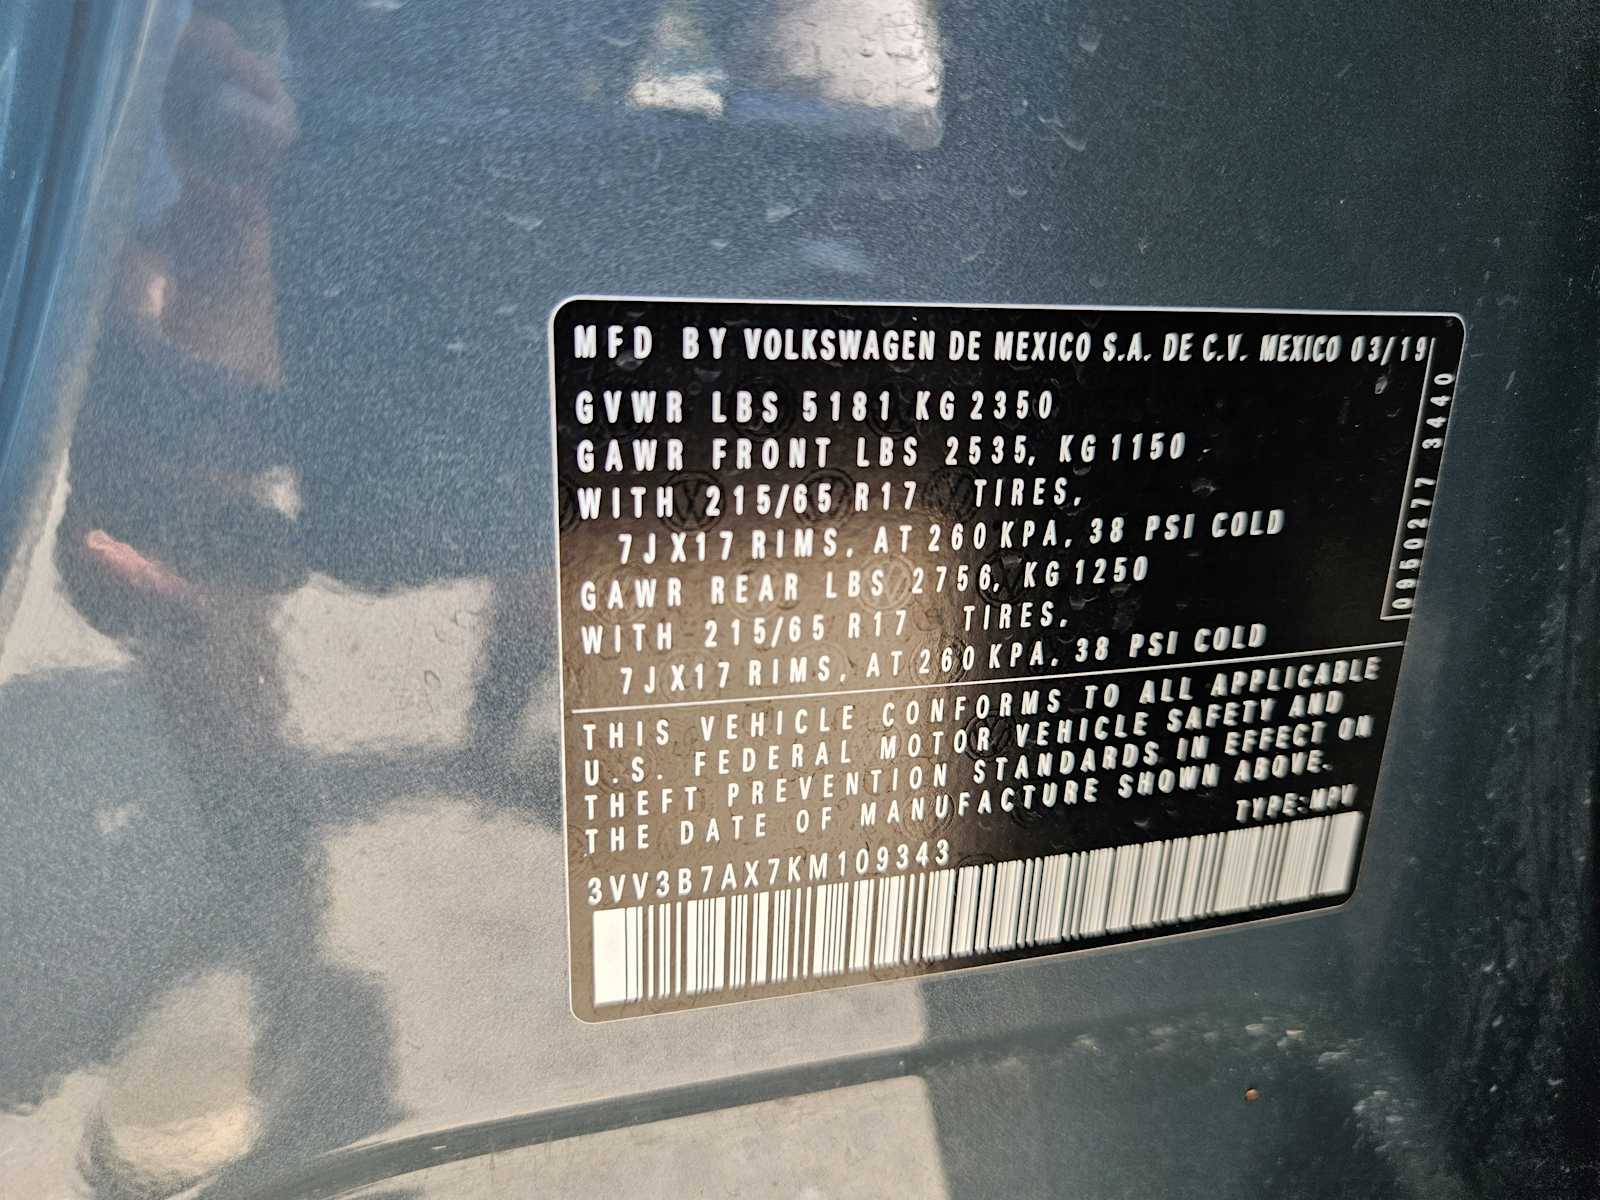 MFD BY VOLKSWAGEN DE MEXICO S.A. DE C.V. MEXICO 03/19
GVWR LBS 5181 KG 2350
GAWR FRONT LBS 2535, KG 1150
WITH 215/65 R17 TIRES,
7JX17 RIMS, AT 260 KPA, 38 PSI COLD
GAWR REAR LBS 2756, KG 1250
WITH 215/65 R17 TIRES,
7JX17 RIMS, AT 260 KPA, 38 PSI COLD
0950277 3440
THIS VEHICLE CONFORMS TO ALL APPLICABLE
U.S. FEDERAL MOTOR VEHICLE SAFETY AND
THEFT PREVENTION STANDARDS IN EFFECT ON
THE DATE OF MANUFACTURE SHOWN ABOVE.
TYPE: MPV
3VV3B7AX7KM109343